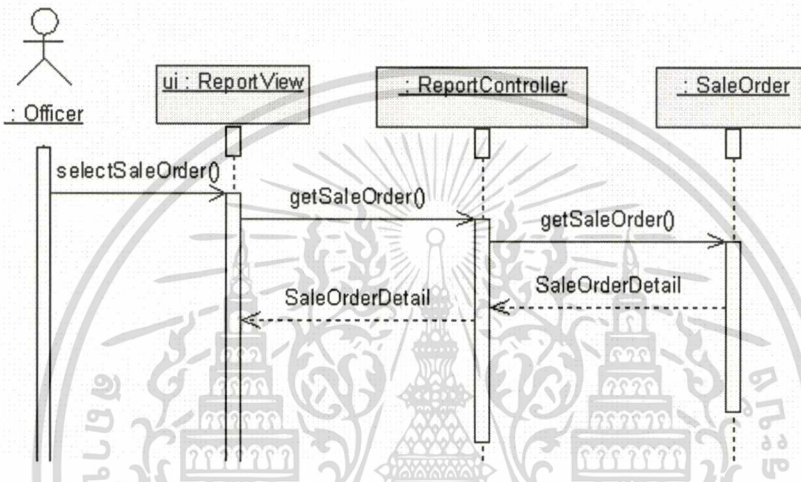 ui : ReportView
: ReportController
: SaleOrder
: Officer
selectSaleOrder()
getSaleOrder()
getSaleOrder()
SaleOrderDetail
SaleOrderDetail